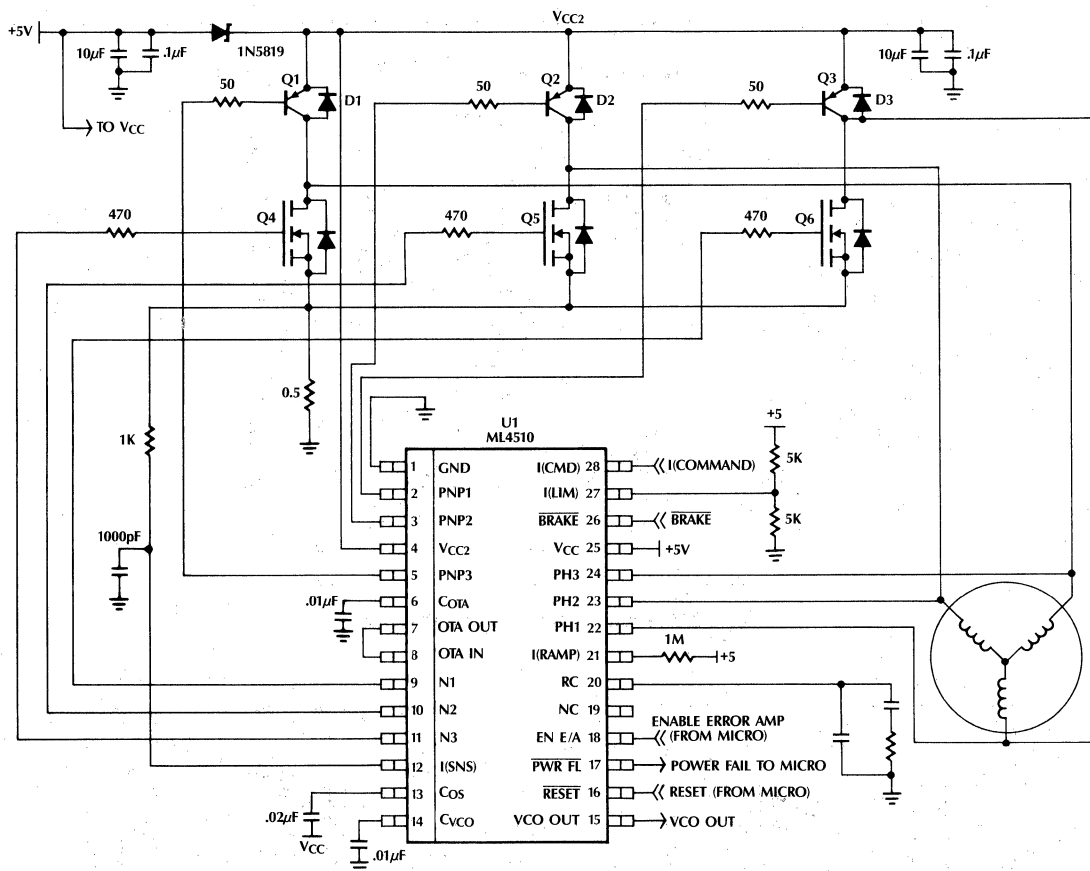 +5V
VCC2
10µF
.1µF
1N5819
10µF
.1µF
50
Q1
D1
50
Q2
D2
50
Q3
D3
TO VCC
470
Q4
470
Q5
470
Q6
0.5
1K
U1
ML4510
+5
5K
5K
1000pF
.01µF
1 GND
2 PNP1
3 PNP2
4 VCC2
5 PNP3
6 COTA
7 OTA OUT
8 OTA IN
9 N1
10 N2
11 N3
12 I(SNS)
13 COS
14 CVCO
I(CMD) 28
I(COMMAND)
I(LIM) 27
BRAKE 26
BRAKE
VCC 25
+5V
PH3 24
PH2 23
PH1 22
I(RAMP) 21
1M
+5
RC 20
NC 19
EN E/A 18
ENABLE ERROR AMP
(FROM MICRO)
PWR FL 17
POWER FAIL TO MICRO
RESET 16
RESET (FROM MICRO)
VCO OUT 15
VCO OUT
.02µF
VCC
.01µF